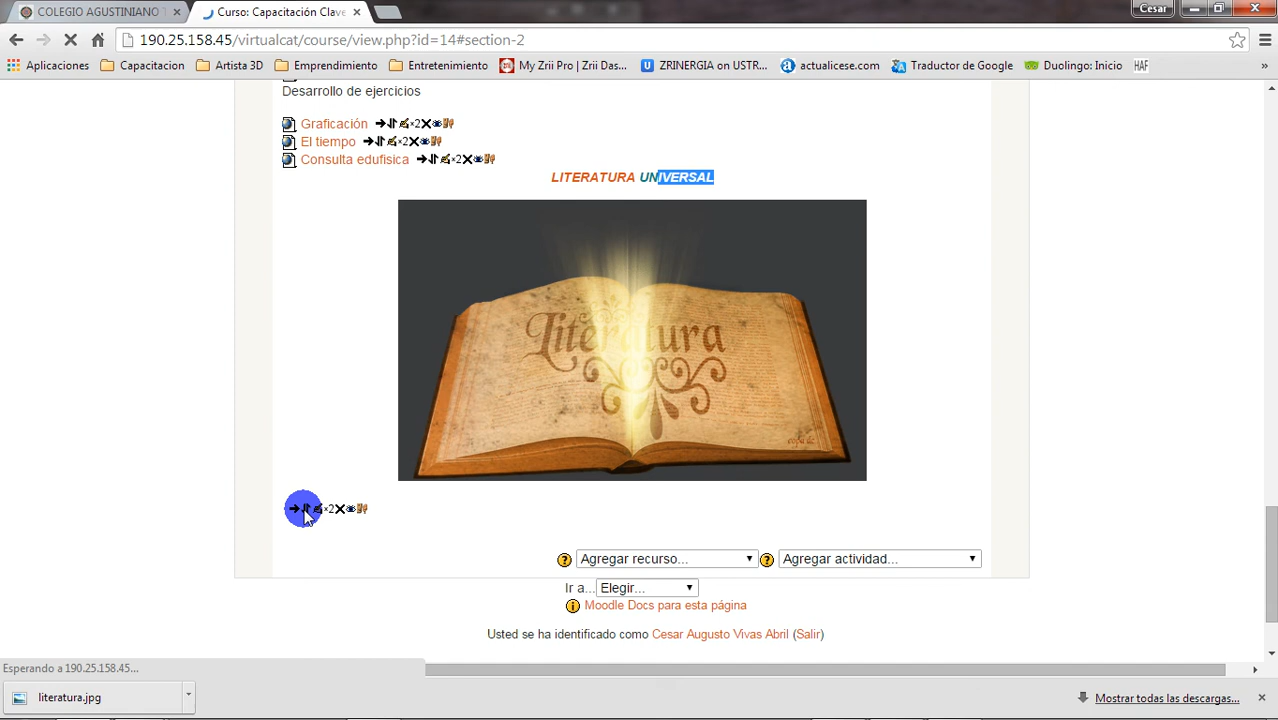 COLEGIO AGUSTINIANO T
Curso: Capacitación Clave
Cesar
190.25.158.45/virtualcat/course/view.php?id=14#section-2
Aplicaciones Capacitacion Artista 3D Emprendimiento Entretenimiento My Zrii Pro | Zrii Das... ZRINERGIA on USTR... actualicese.com Traductor de Google Duolingo: Inicio HAF »
Desarrollo de ejercicios
Graficación ×2
El tiempo ×2
Consulta edufisica ×2
LITERATURA UNIVERSAL
Literatura
×2
Agregar recurso... Agregar actividad...
Ir a... Elegir...
Moodle Docs para esta página
Usted se ha identificado como Cesar Augusto Vivas Abril (Salir)
Esperando a 190.25.158.45...
literatura.jpg
Mostrar todas las descargas...